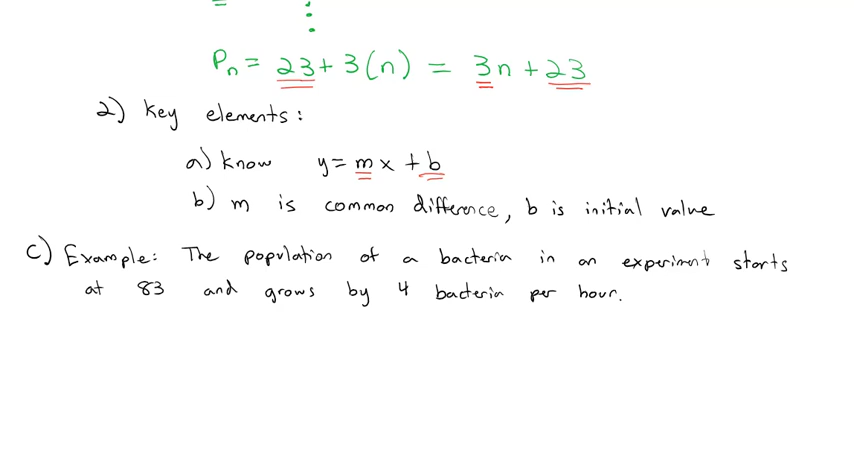 Pn = 23 + 3(n) = 3n + 23
2) Key elements:
a) know y = mx + b
b) m is common difference, b is initial value
c) Example: The population of a bacteria in an experiment starts
at 83 and grows by 4 bacteria per hour.